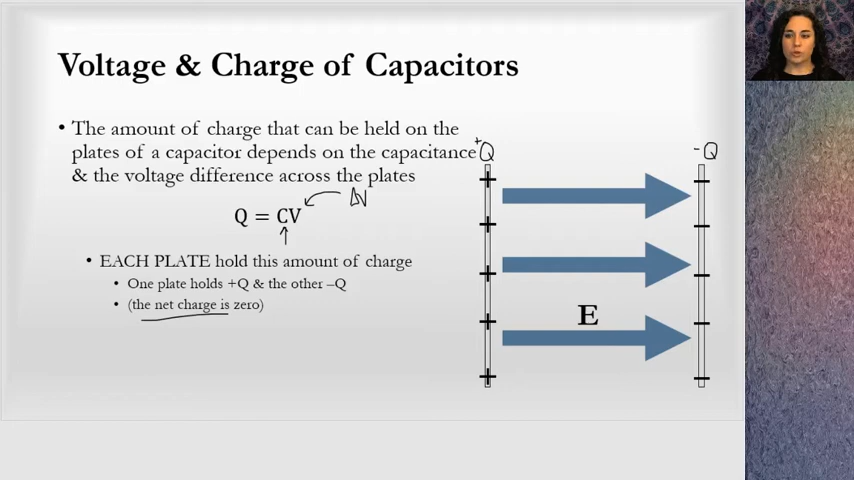 Voltage & Charge of Capacitors
• The amount of charge that can be held on the
plates of a capacitor depends on the capacitance
& the voltage difference across the plates
ΔV
Q = CV
• EACH PLATE hold this amount of charge
• One plate holds +Q & the other –Q
• (the net charge is zero)
+Q
-Q
E